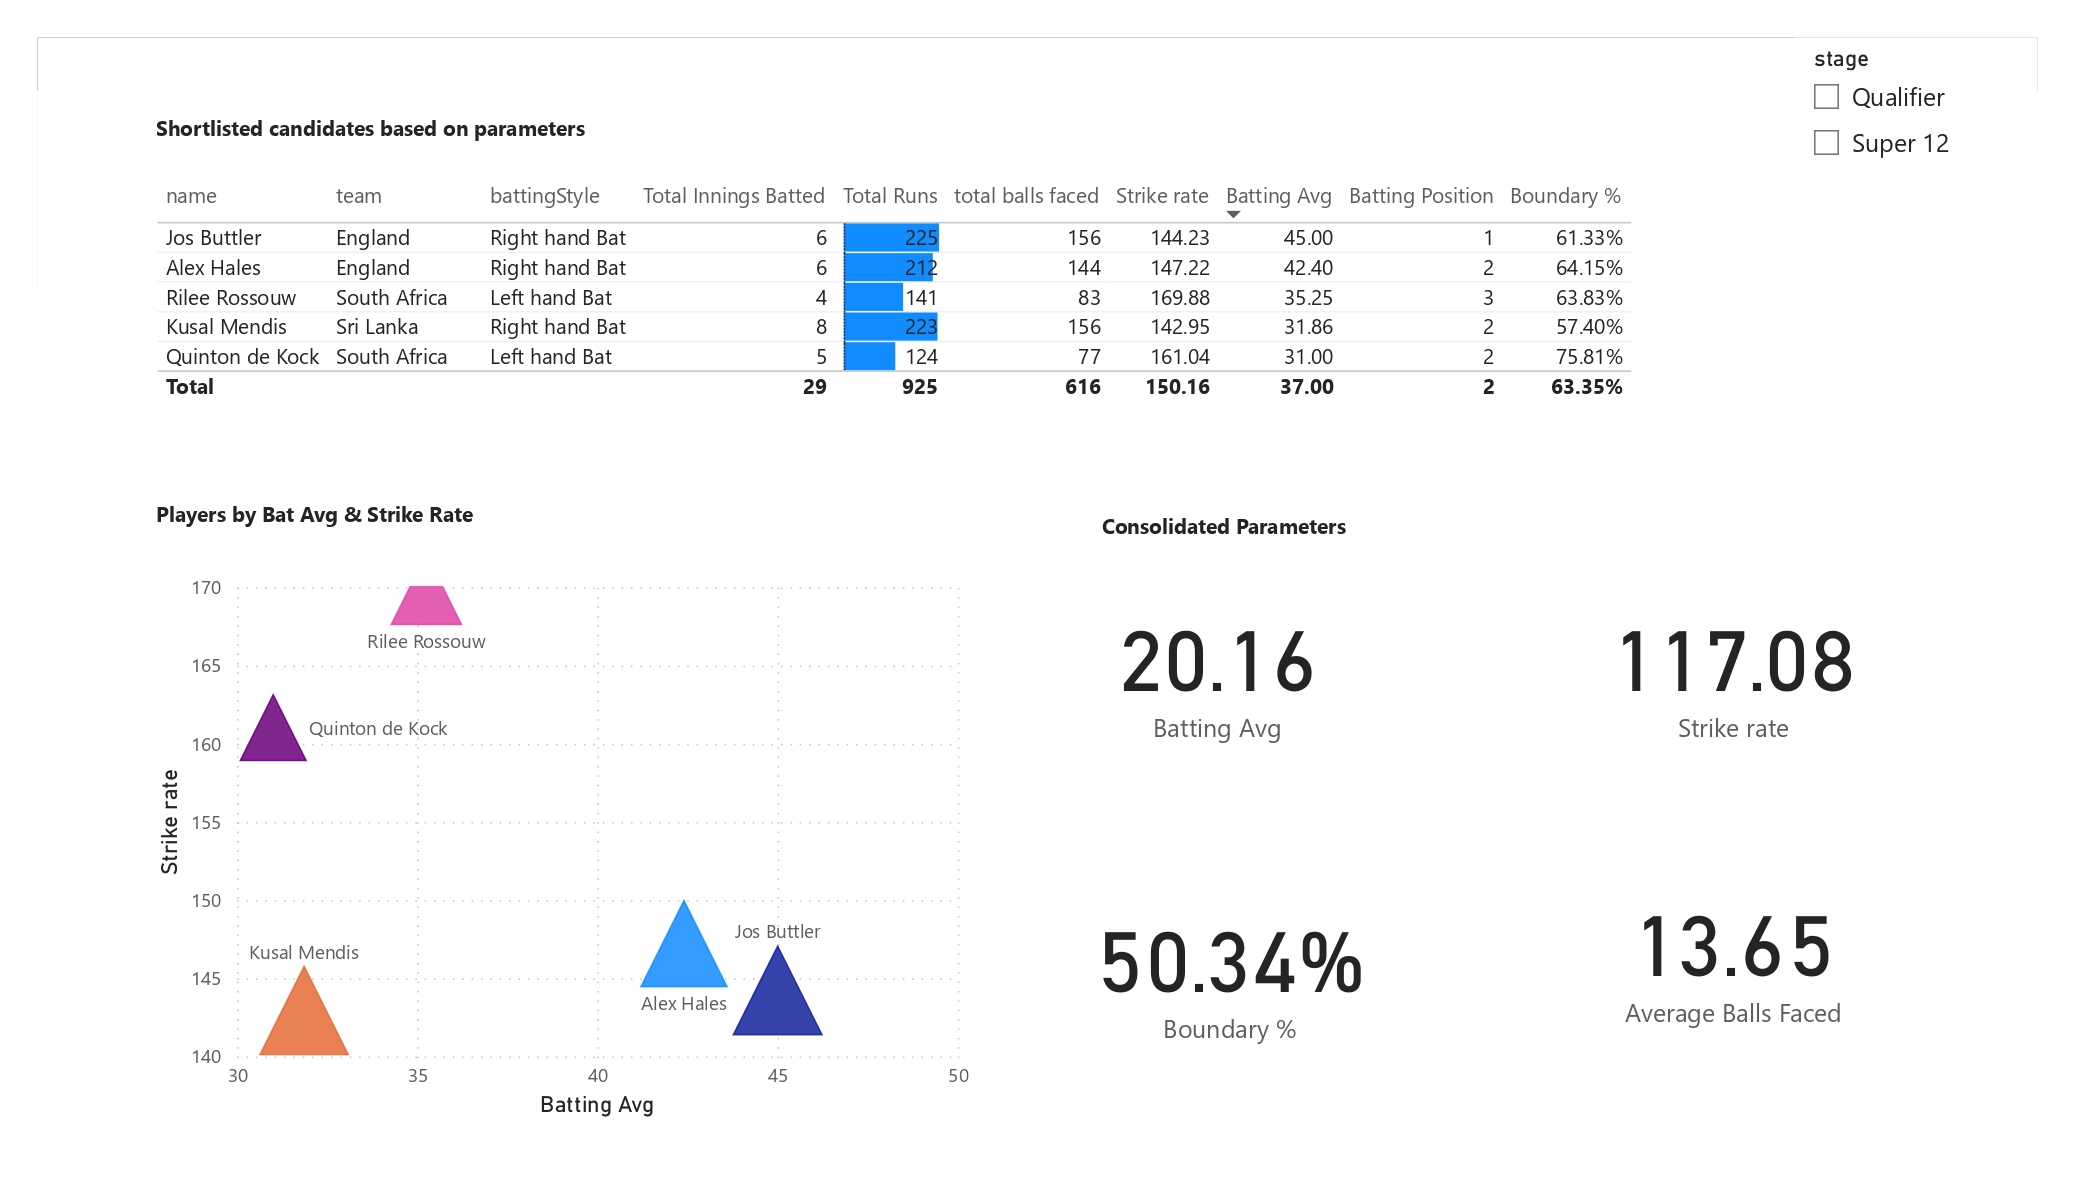 stage
Qualifier
Super 12
Shortlisted candidates based on parameters
name team battingStyle Total Innings Batted Total Runs total balls faced Strike rate Batting Avg Batting Position Boundary %
Jos Buttler England Right hand Bat 6 225 156 144.23 45.00 1 61.33%
Alex Hales England Right hand Bat 6 212 144 147.22 42.40 2 64.15%
Rilee Rossouw South Africa Left hand Bat 4 141 83 169.88 35.25 3 63.83%
Kusal Mendis Sri Lanka Right hand Bat 8 223 156 142.95 31.86 2 57.40%
Quinton de Kock South Africa Left hand Bat 5 124 77 161.04 31.00 2 75.81%
Total 29 925 616 150.16 37.00 2 63.35%
Players by Bat Avg & Strike Rate
170
Rilee Rossouw
165
Quinton de Kock
160
Strike rate
155
150
Jos Buttler
Kusal Mendis
145
Alex Hales
140
30 35 40 45 50
Batting Avg
Consolidated Parameters
20.16 117.08
Batting Avg Strike rate
50.34% 13.65
Boundary % Average Balls Faced